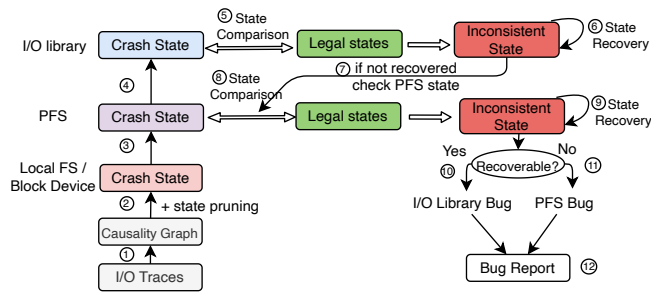 I/O library
Crash State
⑤ State
Comparison
Legal states
Inconsistent
State
⑥ State
Recovery
④
⑦ if not recovered
check PFS state
⑧ State
Comparison
PFS
Crash State
Legal states
Inconsistent
State
⑨ State
Recovery
③
Local FS /
Block Device
Crash State
Yes
No
Recoverable?
⑩
⑪
② + state pruning
I/O Library Bug
PFS Bug
Causality Graph
①
I/O Traces
Bug Report
⑫